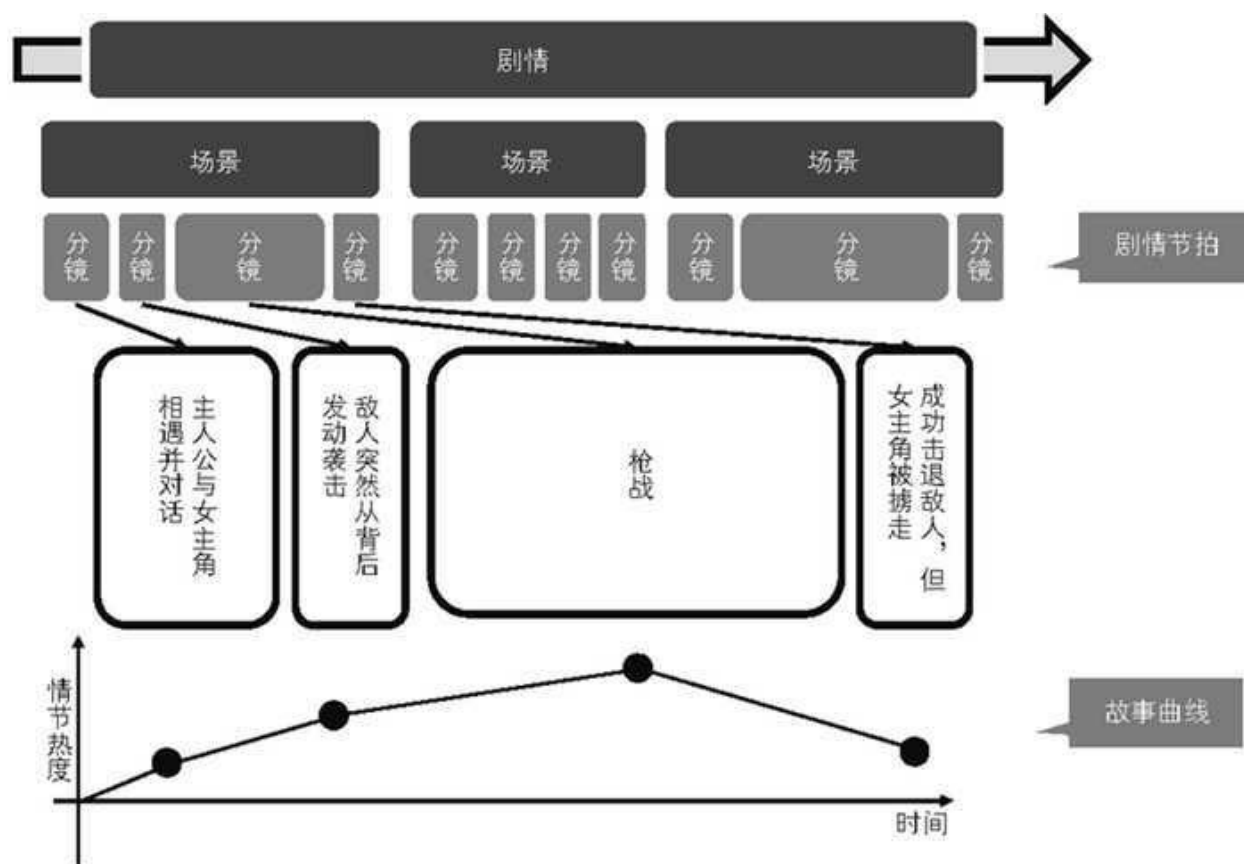 剧情
场景
场景
场景
分镜
分镜
分镜
分镜
分镜
分镜
分镜
分镜
分镜
分镜
分镜
剧情节拍
主人公与女主角
相遇并对话
敌人突然从背后
发动袭击
枪战
成功击退敌人，但
女主角被掳走
情节热度
时间
故事曲线